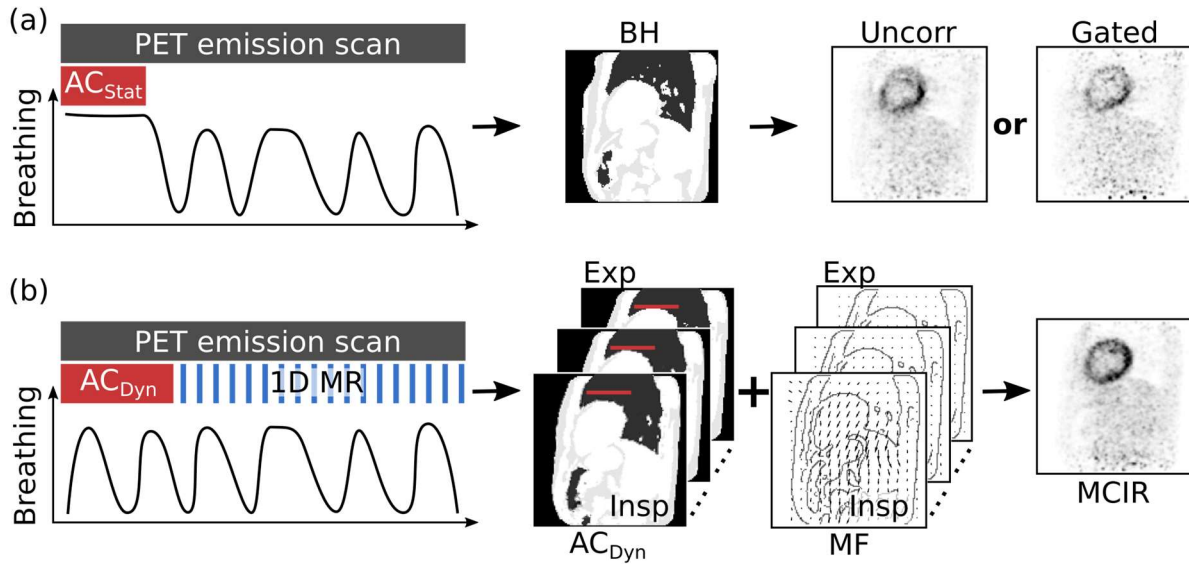 (a)
PET emission scan
AC_Stat
Breathing
BH
Uncorr
or
Gated
(b)
PET emission scan
AC_Dyn
1D MR
Breathing
Exp
Insp
AC_Dyn
+
Exp
Insp
MF
MCIR